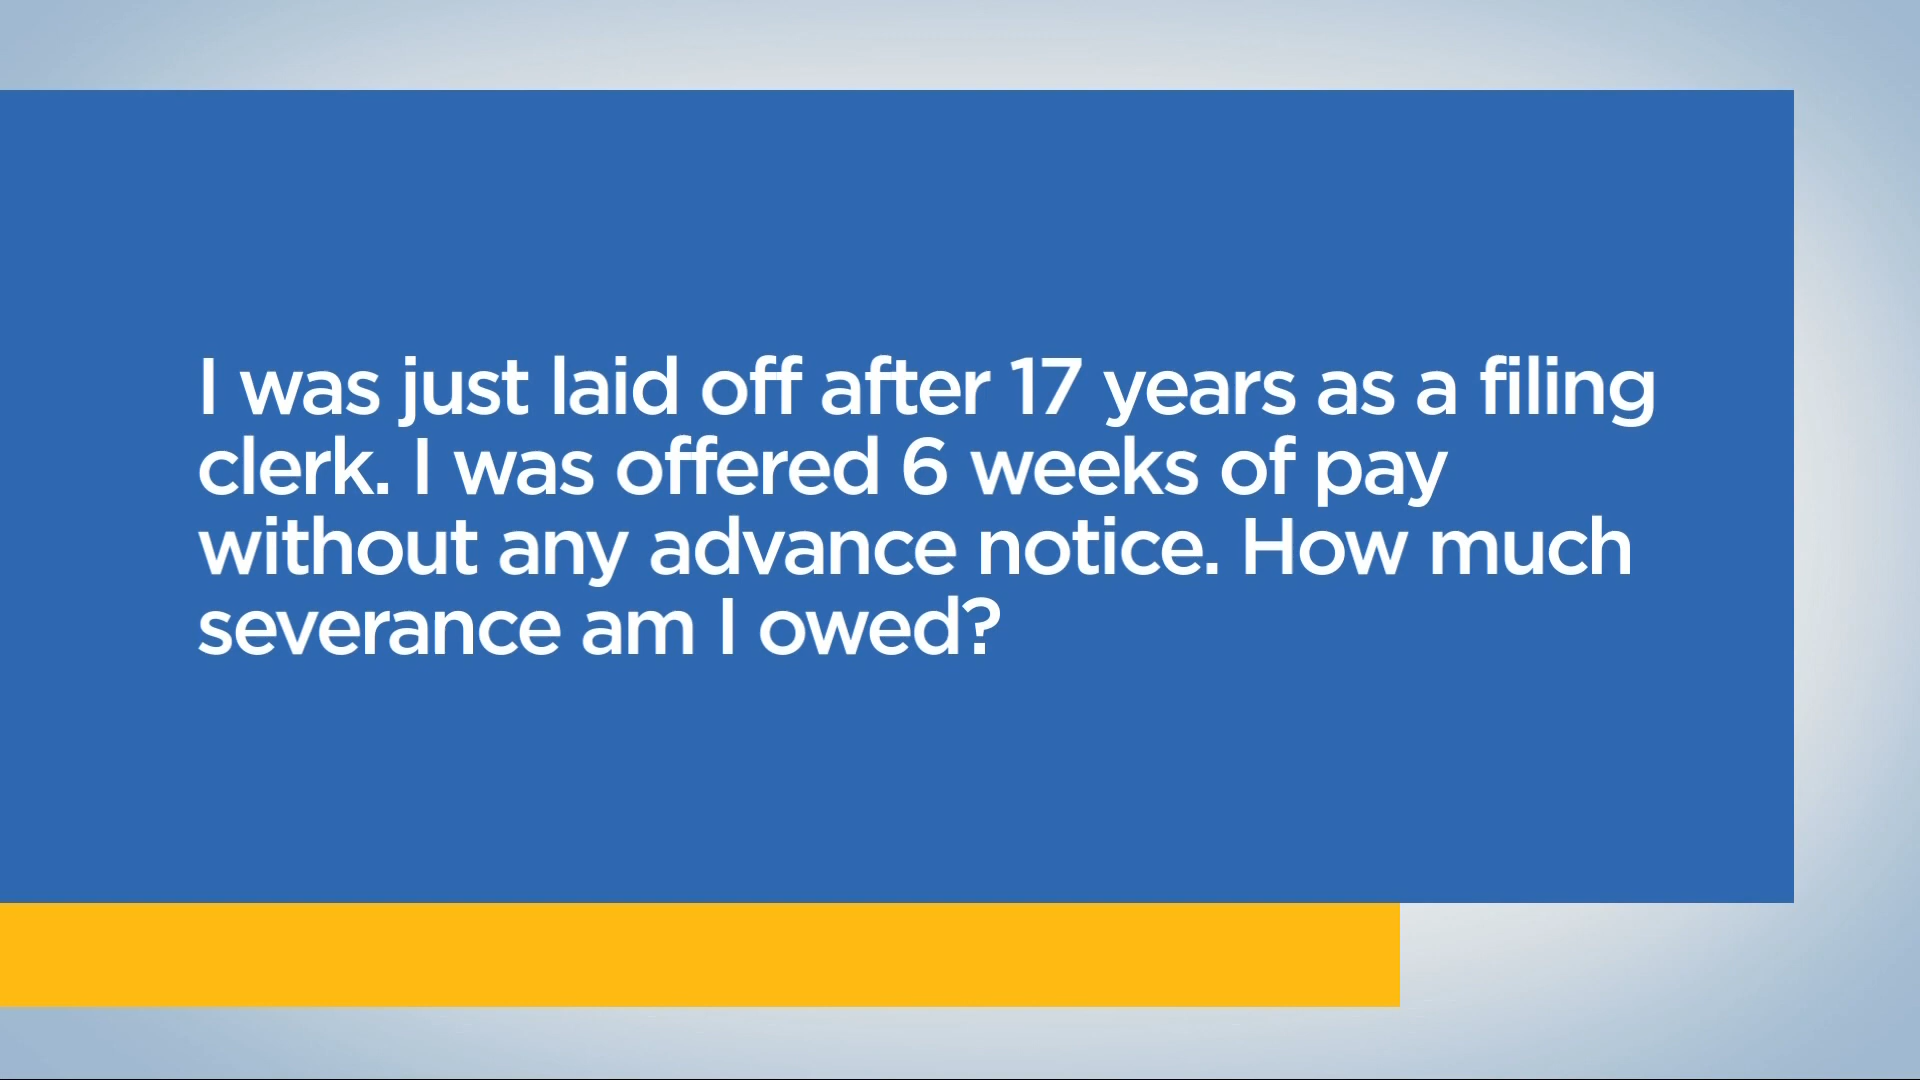 I was just laid off after 17 years as a filing
clerk. I was offered 6 weeks of pay
without any advance notice. How much
severance am I owed?